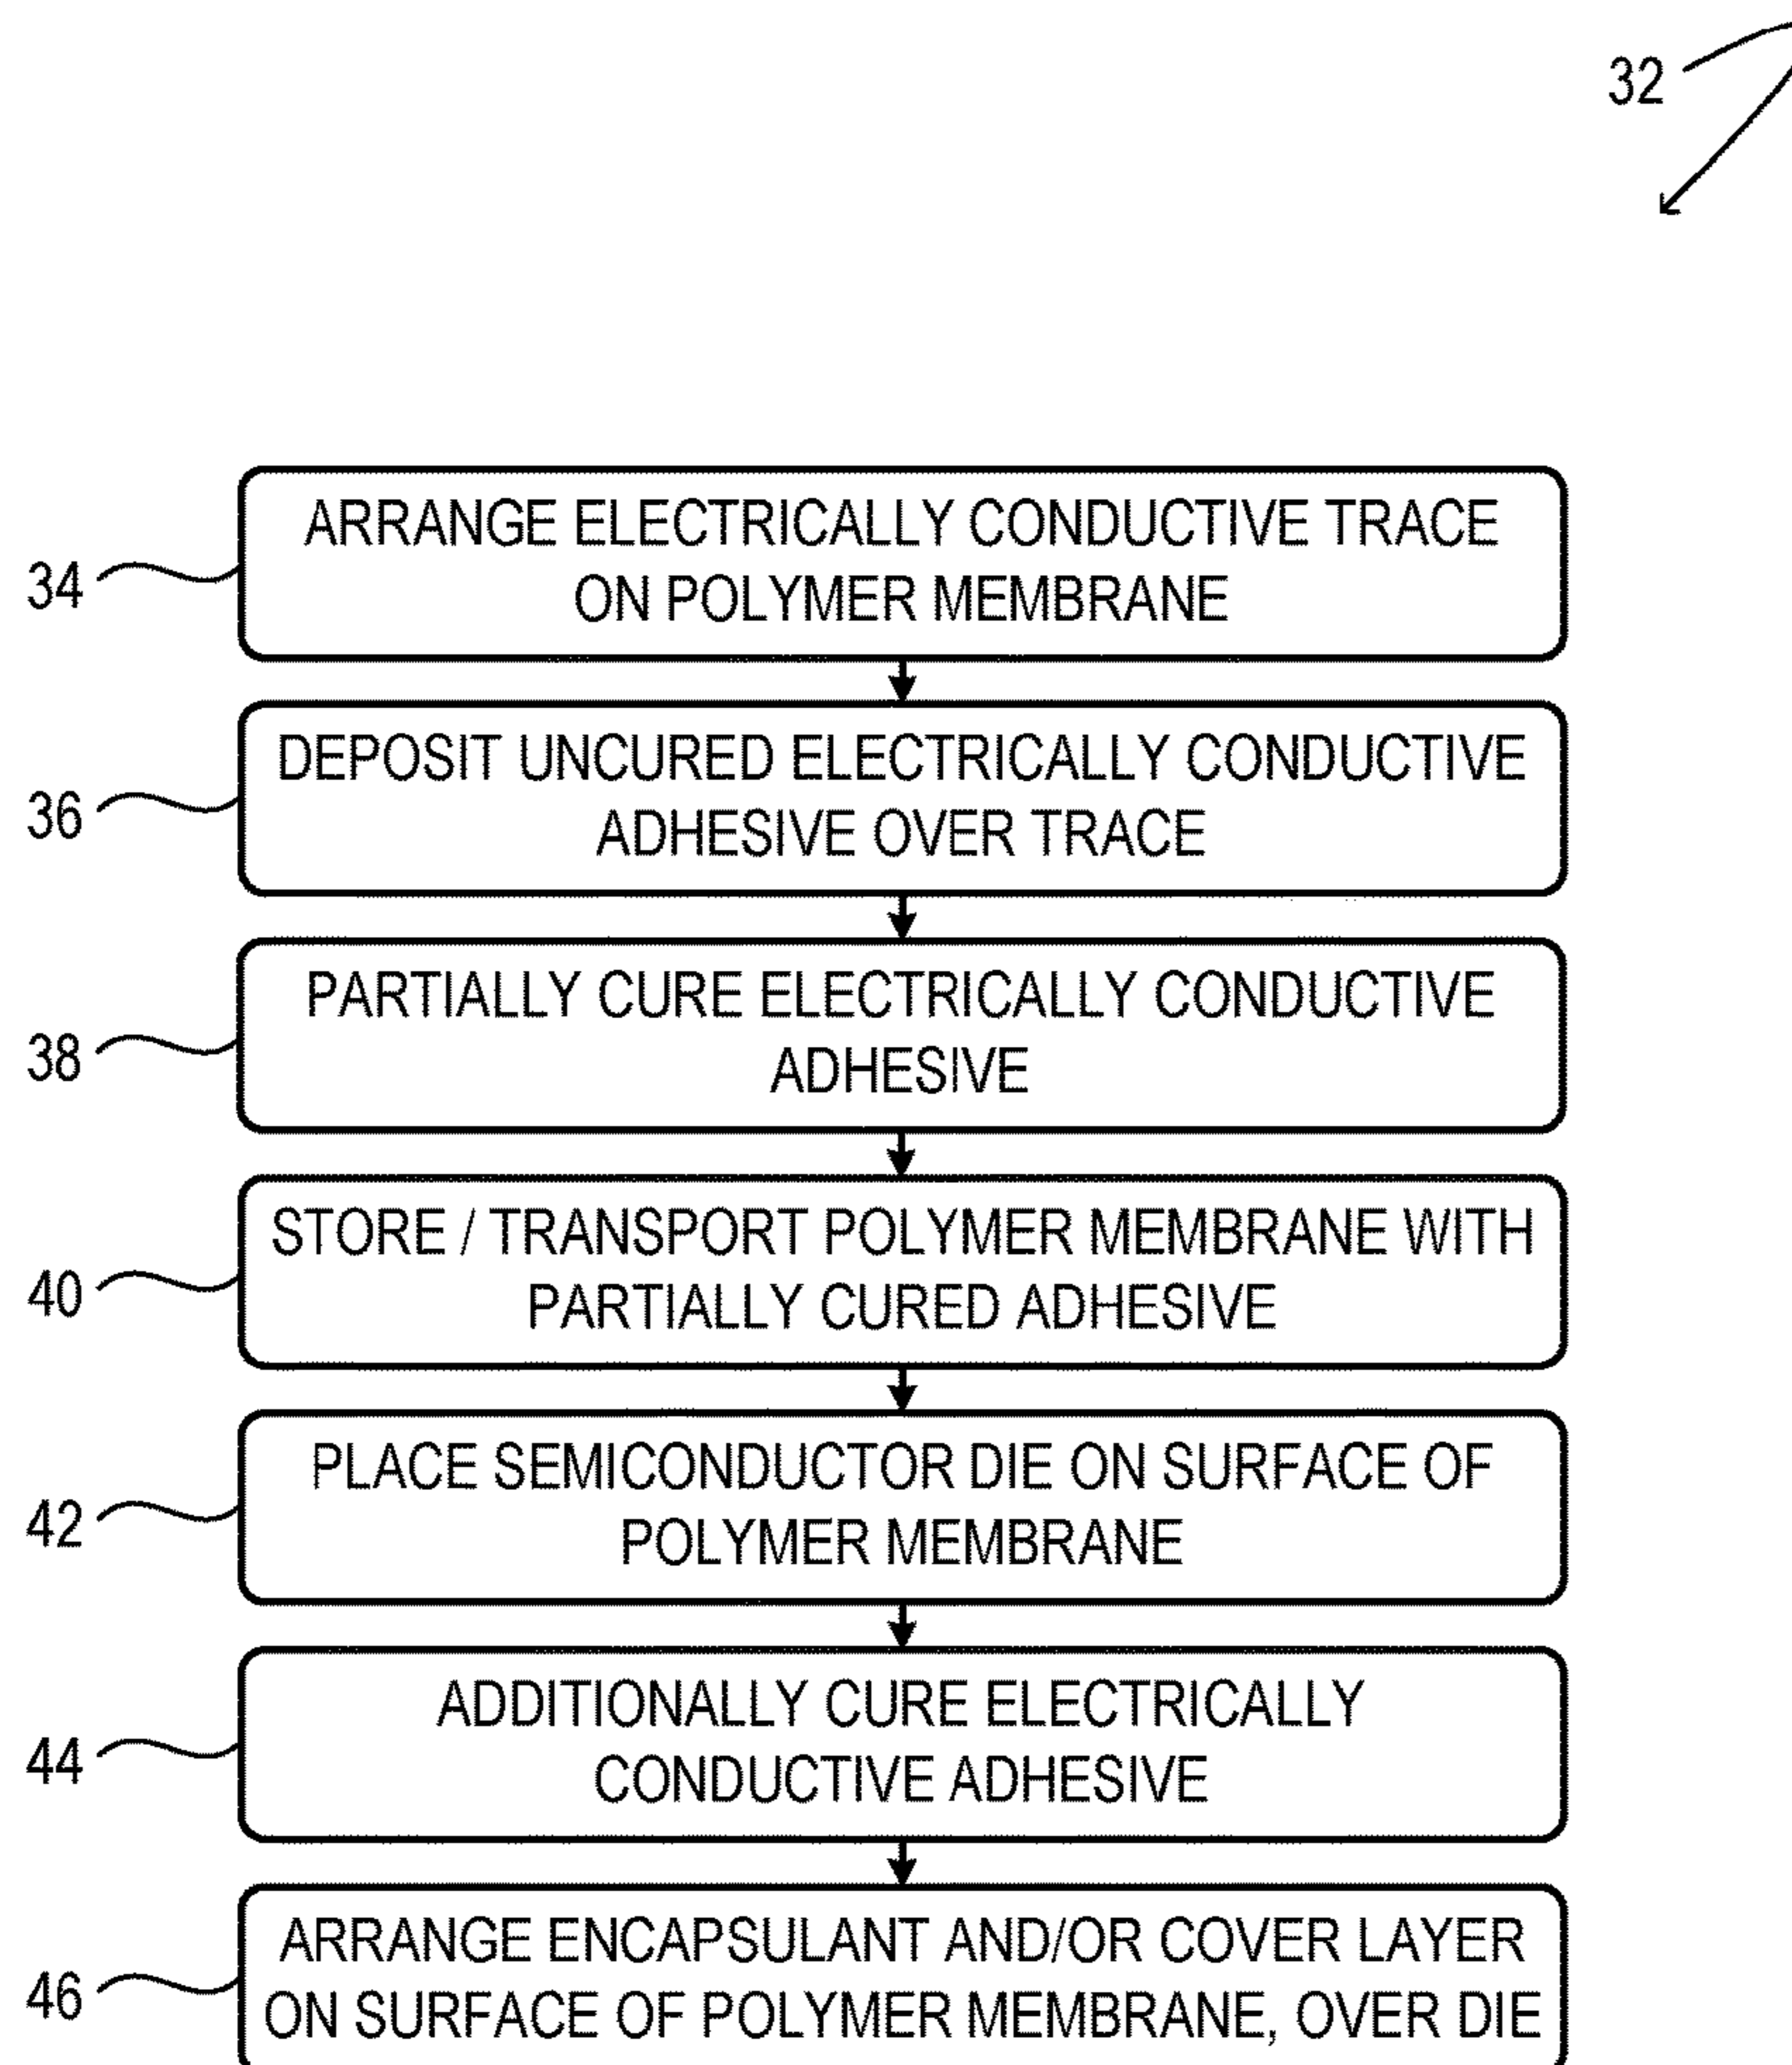 32
34
ARRANGE ELECTRICALLY CONDUCTIVE TRACE
ON POLYMER MEMBRANE
36
DEPOSIT UNCURED ELECTRICALLY CONDUCTIVE
ADHESIVE OVER TRACE
38
PARTIALLY CURE ELECTRICALLY CONDUCTIVE
ADHESIVE
40
STORE / TRANSPORT POLYMER MEMBRANE WITH
PARTIALLY CURED ADHESIVE
42
PLACE SEMICONDUCTOR DIE ON SURFACE OF
POLYMER MEMBRANE
44
ADDITIONALLY CURE ELECTRICALLY
CONDUCTIVE ADHESIVE
46
ARRANGE ENCAPSULANT AND/OR COVER LAYER
ON SURFACE OF POLYMER MEMBRANE, OVER DIE